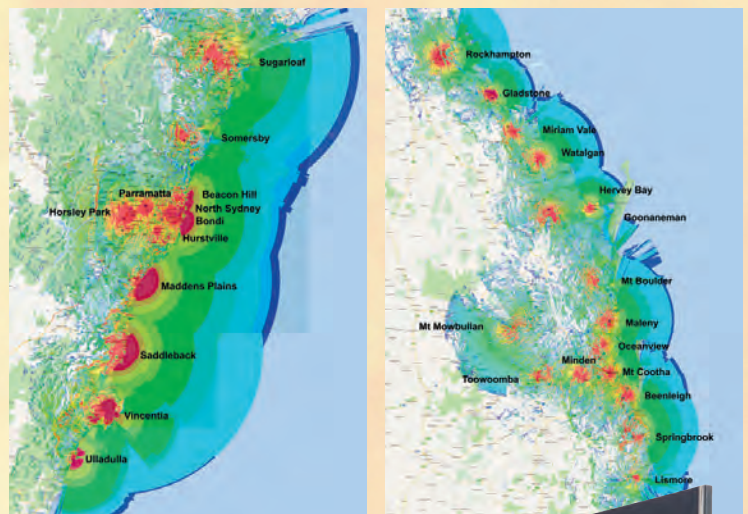 Sugarloaf
Somersby
Parramatta
Beacon Hill
Horsley Park
North Sydney
Bondi
Hurstville
Maddens Plains
Saddleback
Vincentia
Ulladulla
Rockhampton
Gladstone
Miriam Vale
Watalgan
Hervey Bay
Goonaneman
Mt Boulder
Mt Mowbullan
Maleny
Oceanview
Minden
Mt Cootha
Toowoomba
Beenleigh
Springbrook
Lismore